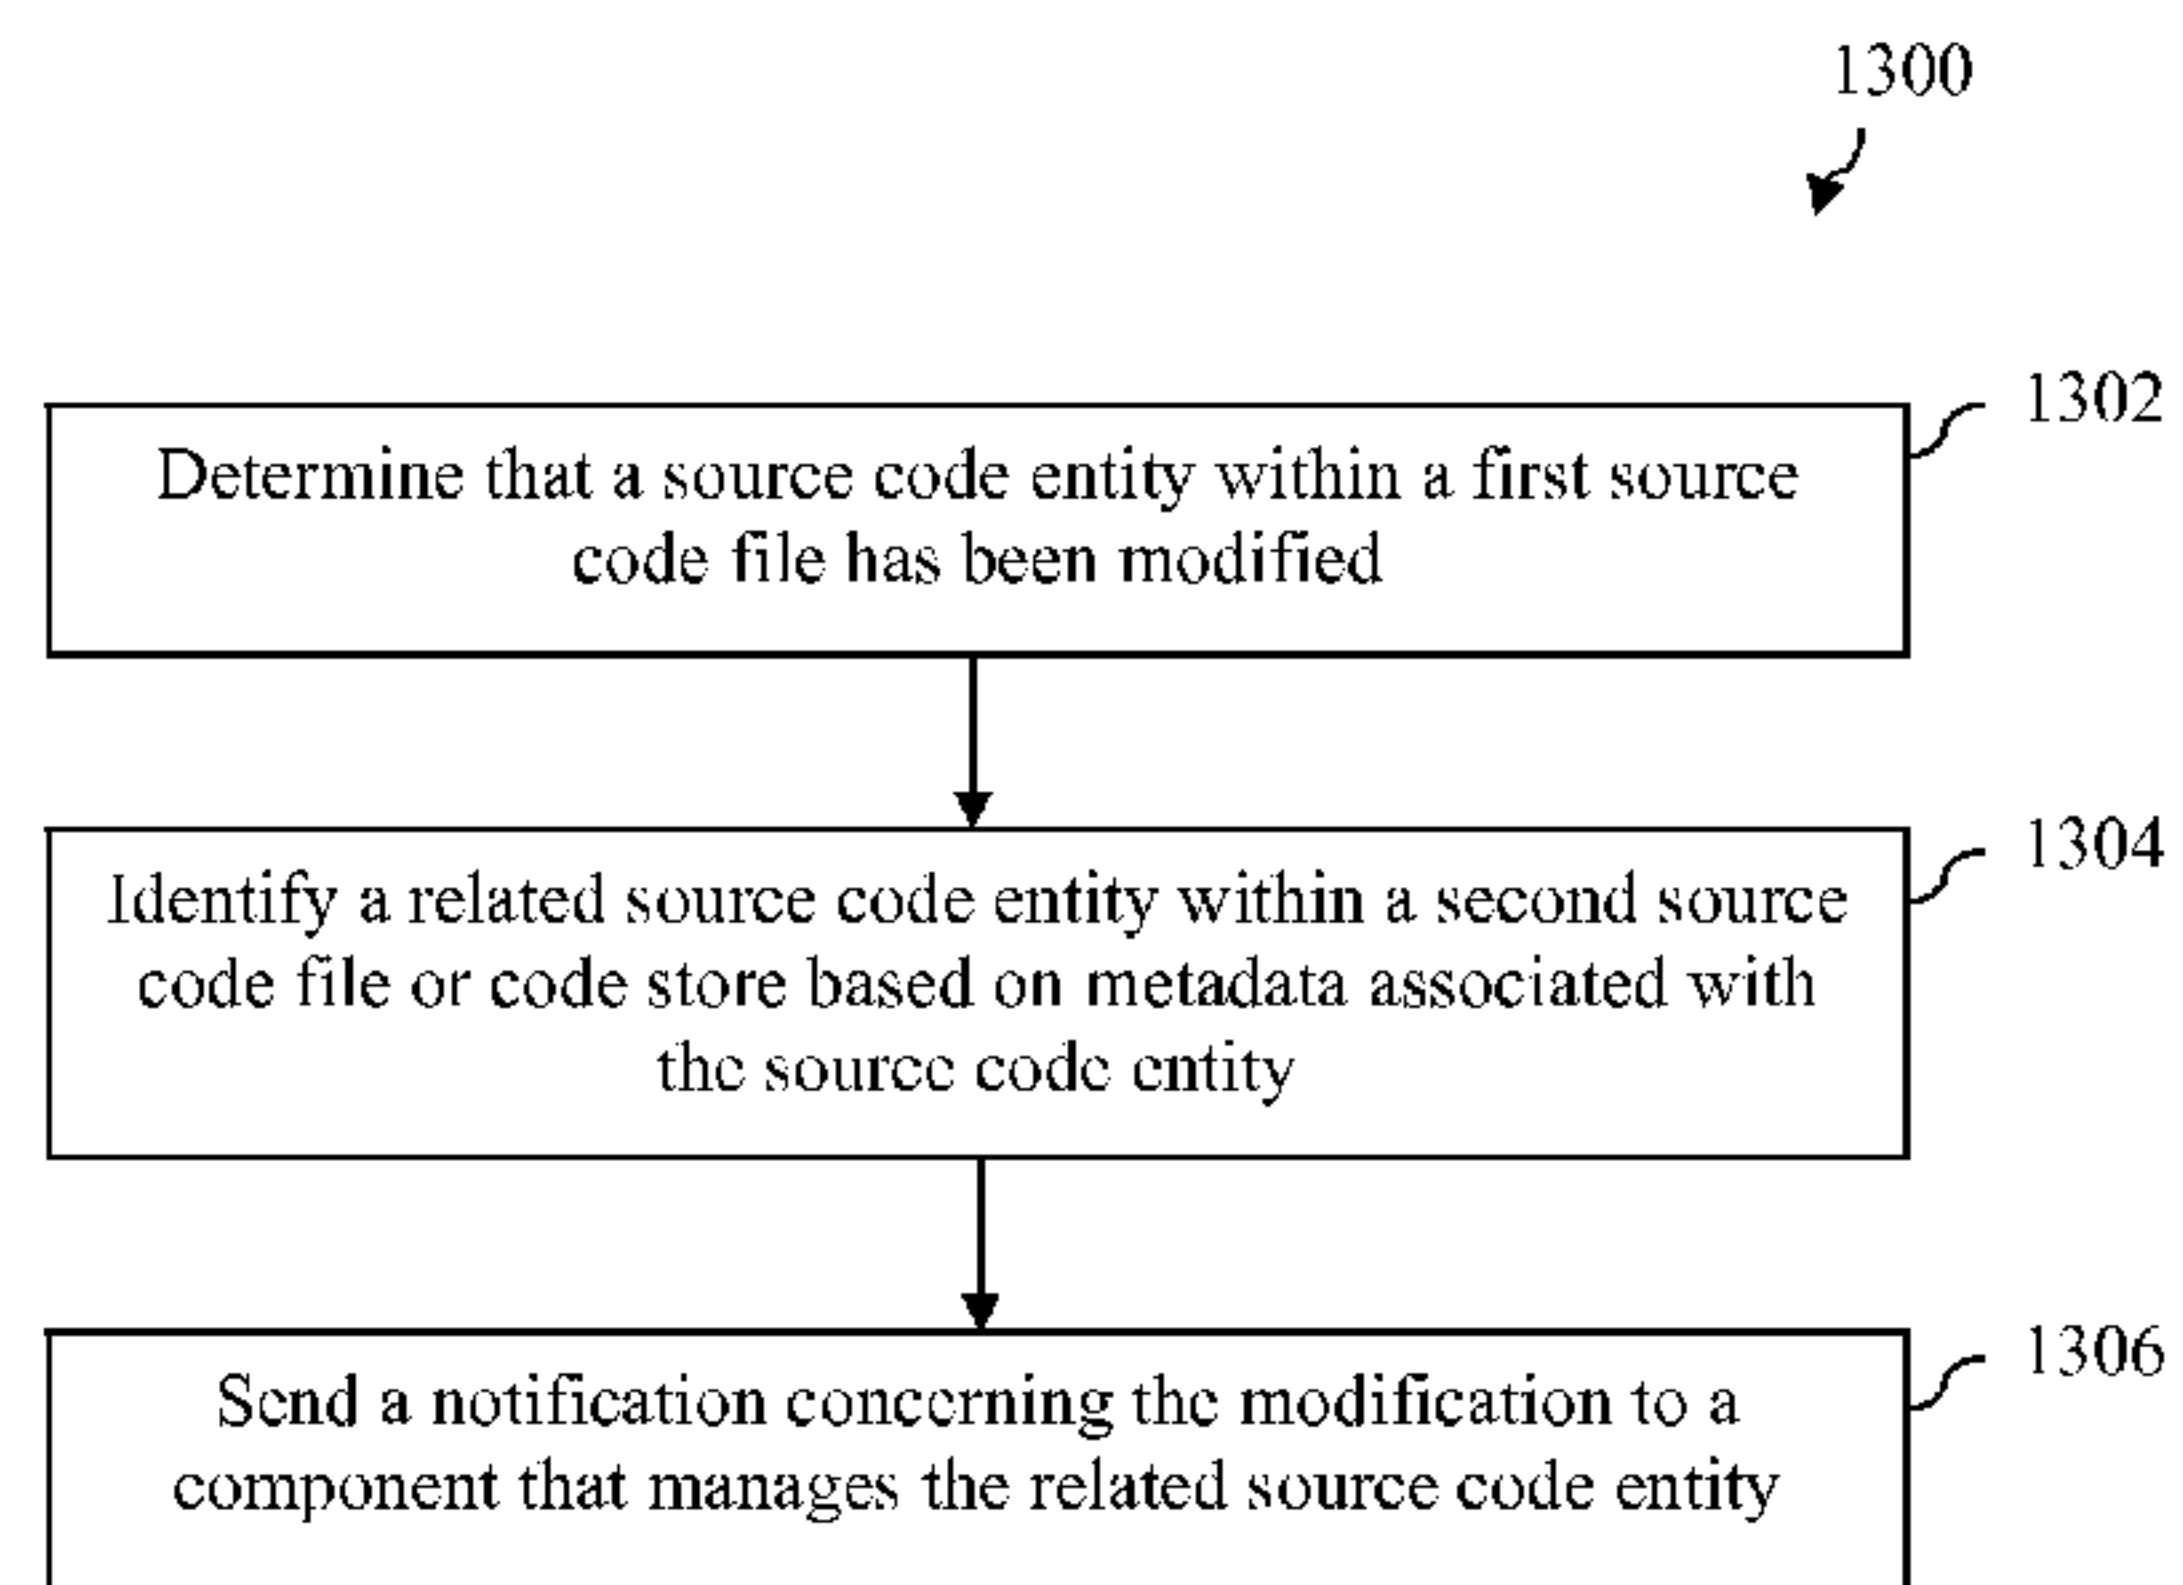 1300
1302
Determine that a source code entity within a first source
code file has been modified
1304
Identify a related source code entity within a second source
code file or code store based on metadata associated with
the source code entity
1306
Send a notification concerning the modification to a
component that manages the related source code entity